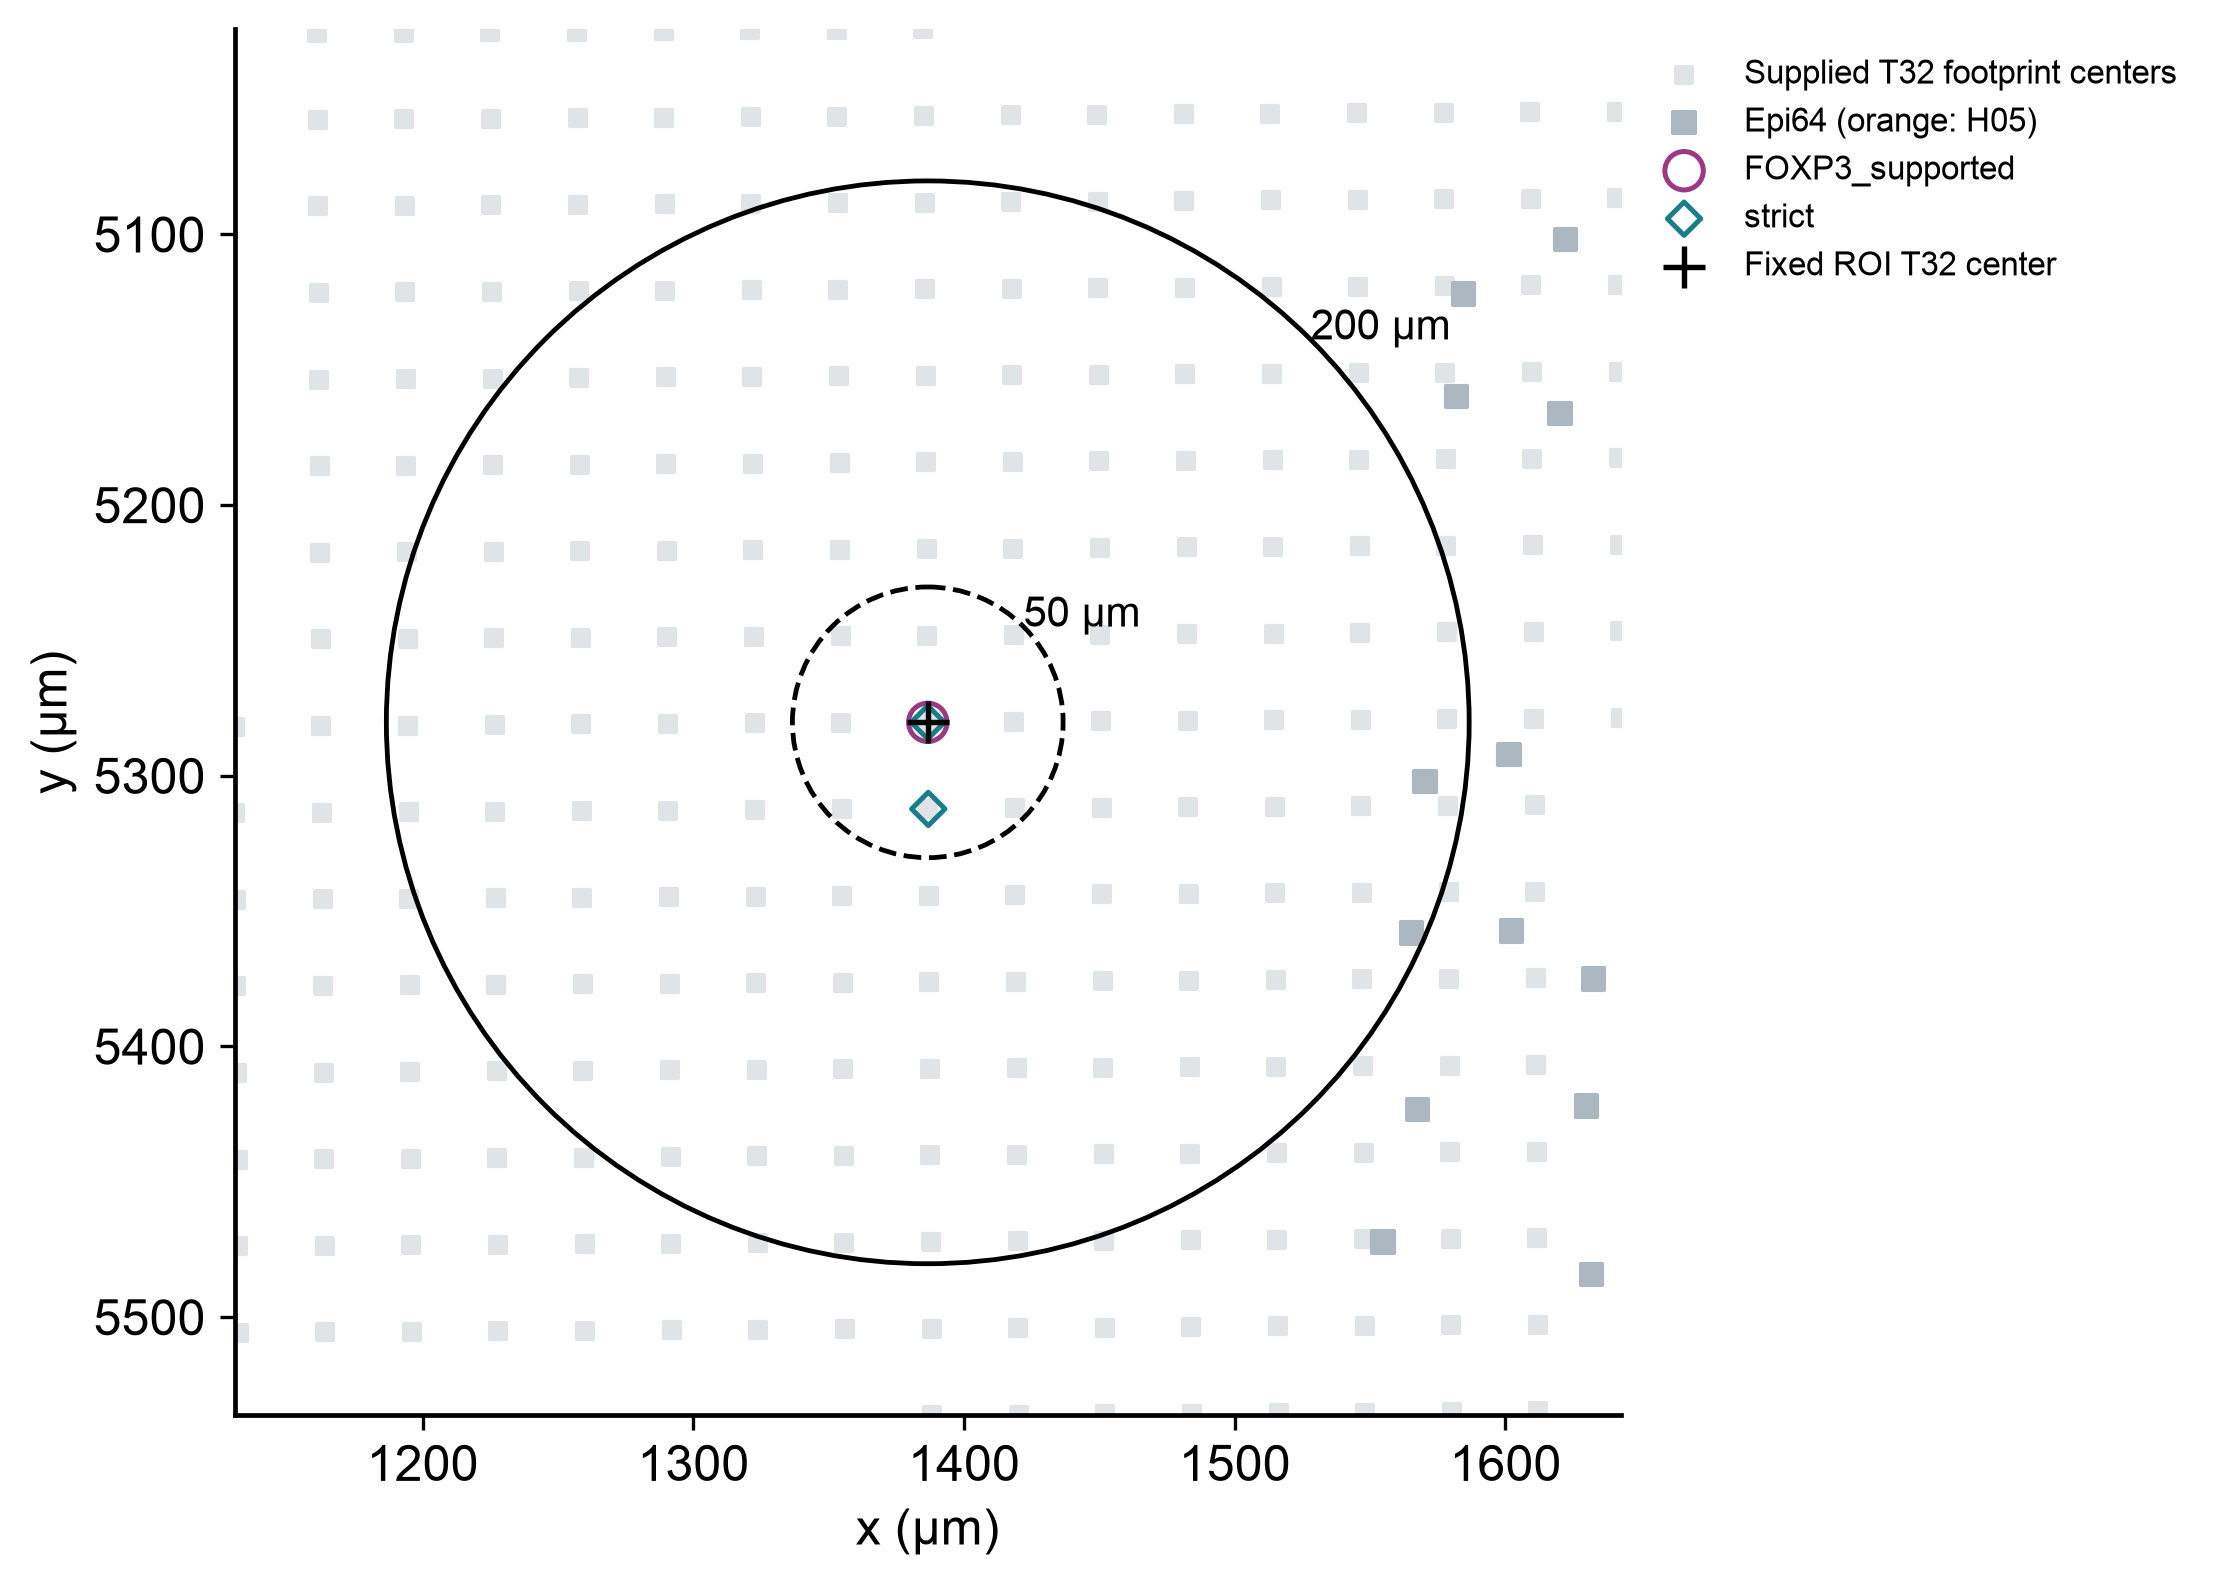 Supplied T32 footprint centers
Epi64 (orange: H05)
FOXP3_supported
strict
Fixed ROI T32 center
5100
200 µm
5200
50 µm
y (µm)
5300
5400
5500
1200 1300 1400 1500 1600
x (µm)